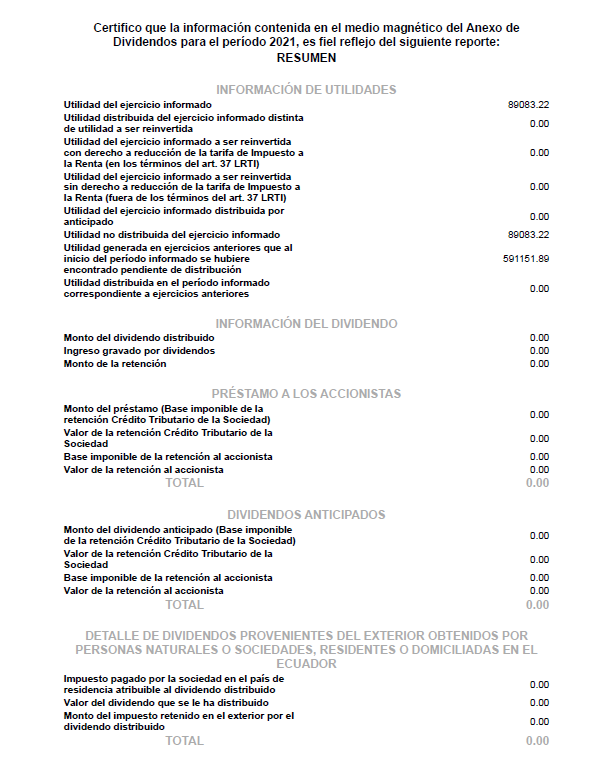 Certifico que la información contenida en el medio magnético del Anexo de
Dividendos para el período 2021, es fiel reflejo del siguiente reporte:
RESUMEN
INFORMACIÓN DE UTILIDADES
Utilidad del ejercicio informado 89083.22
Utilidad distribuida del ejercicio informado distinta
de utilidad a ser reinvertida 0.00
Utilidad del ejercicio informado a ser reinvertida
con derecho a reducción de la tarifa de Impuesto a 0.00
la Renta (en los términos del art. 37 LRTI)
Utilidad del ejercicio informado a ser reinvertida
sin derecho a reducción de la tarifa de Impuesto a 0.00
la Renta (fuera de los términos del art. 37 LRTI)
Utilidad del ejercicio informado distribuida por
anticipado 0.00
Utilidad no distribuida del ejercicio informado 89083.22
Utilidad generada en ejercicios anteriores que al
inicio del período informado se hubiere 591151.89
encontrado pendiente de distribución
Utilidad distribuida en el período informado
correspondiente a ejercicios anteriores 0.00
INFORMACIÓN DEL DIVIDENDO
Monto del dividendo distribuido 0.00
Ingreso gravado por dividendos 0.00
Monto de la retención 0.00
PRÉSTAMO A LOS ACCIONISTAS
Monto del préstamo (Base imponible de la
retención Crédito Tributario de la Sociedad) 0.00
Valor de la retención Crédito Tributario de la
Sociedad 0.00
Base imponible de la retención al accionista 0.00
Valor de la retención al accionista 0.00
TOTAL 0.00
DIVIDENDOS ANTICIPADOS
Monto del dividendo anticipado (Base imponible
de la retención Crédito Tributario de la Sociedad) 0.00
Valor de la retención Crédito Tributario de la
Sociedad 0.00
Base imponible de la retención al accionista 0.00
Valor de la retención al accionista 0.00
TOTAL 0.00
DETALLE DE DIVIDENDOS PROVENIENTES DEL EXTERIOR OBTENIDOS POR
PERSONAS NATURALES O SOCIEDADES, RESIDENTES O DOMICILIADAS EN EL
ECUADOR
Impuesto pagado por la sociedad en el país de
residencia atribuible al dividendo distribuido 0.00
Valor del dividendo que se le ha distribuido 0.00
Monto del impuesto retenido en el exterior por el
dividendo distribuido 0.00
TOTAL 0.00